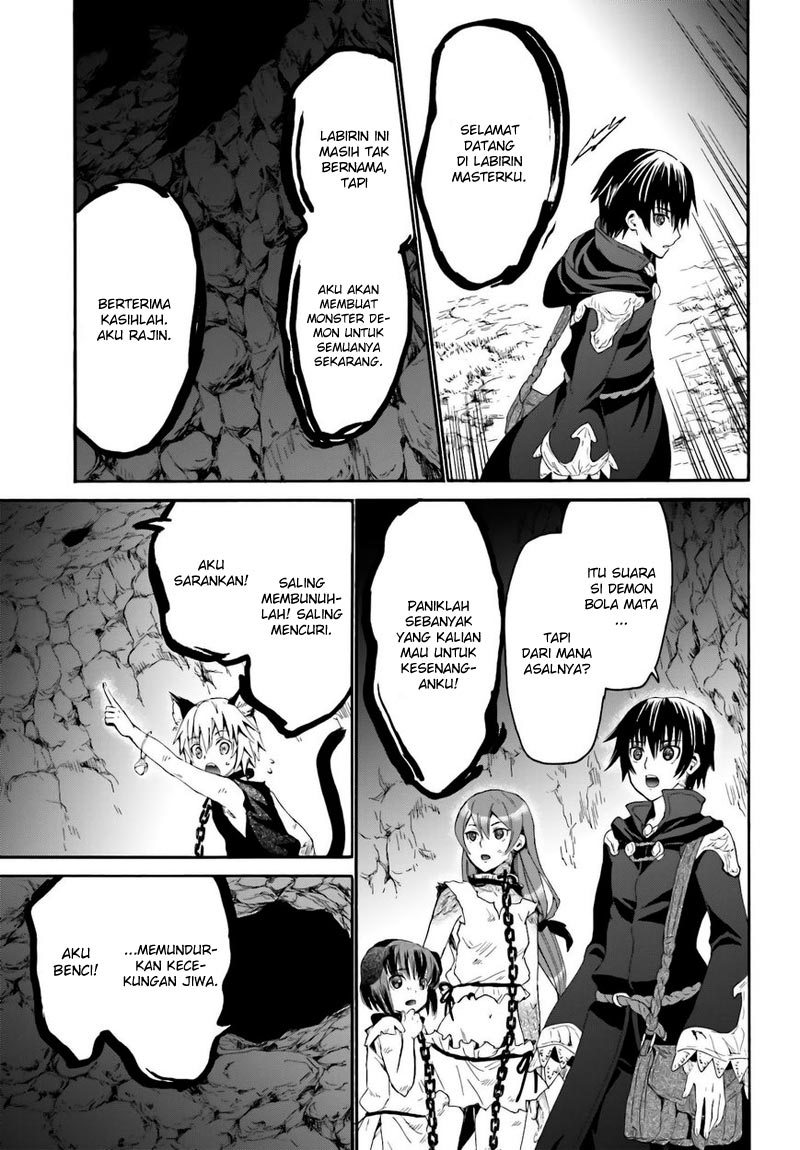 SELAMAT
DATANG
DI LABIRIN
MASTERKU.
LABIRIN INI
MASIH TAK
BERNAMA,
TAPI
AKU AKAN
MEMBUAT
MONSTER DE-
MON UNTUK
SEMUANYA
SEKARANG.
BERTERIMA
KASIHLAH.
AKU RAJIN.
ITU SUARA
SI DEMON
BOLA MATA
...
TAPI
DARI MANA
ASALNYA?
PANIKLAH
SEBANYAK
YANG KALIAN
MAU UNTUK
KESENANG-
ANKU!
SALING
MEMBUNUH-
LAH! SALING
MENCURI.
AKU
SARANKAN!
...MEMUNDUR-
KAN KECE-
KUNGAN JIWA.
AKU
BENCI!